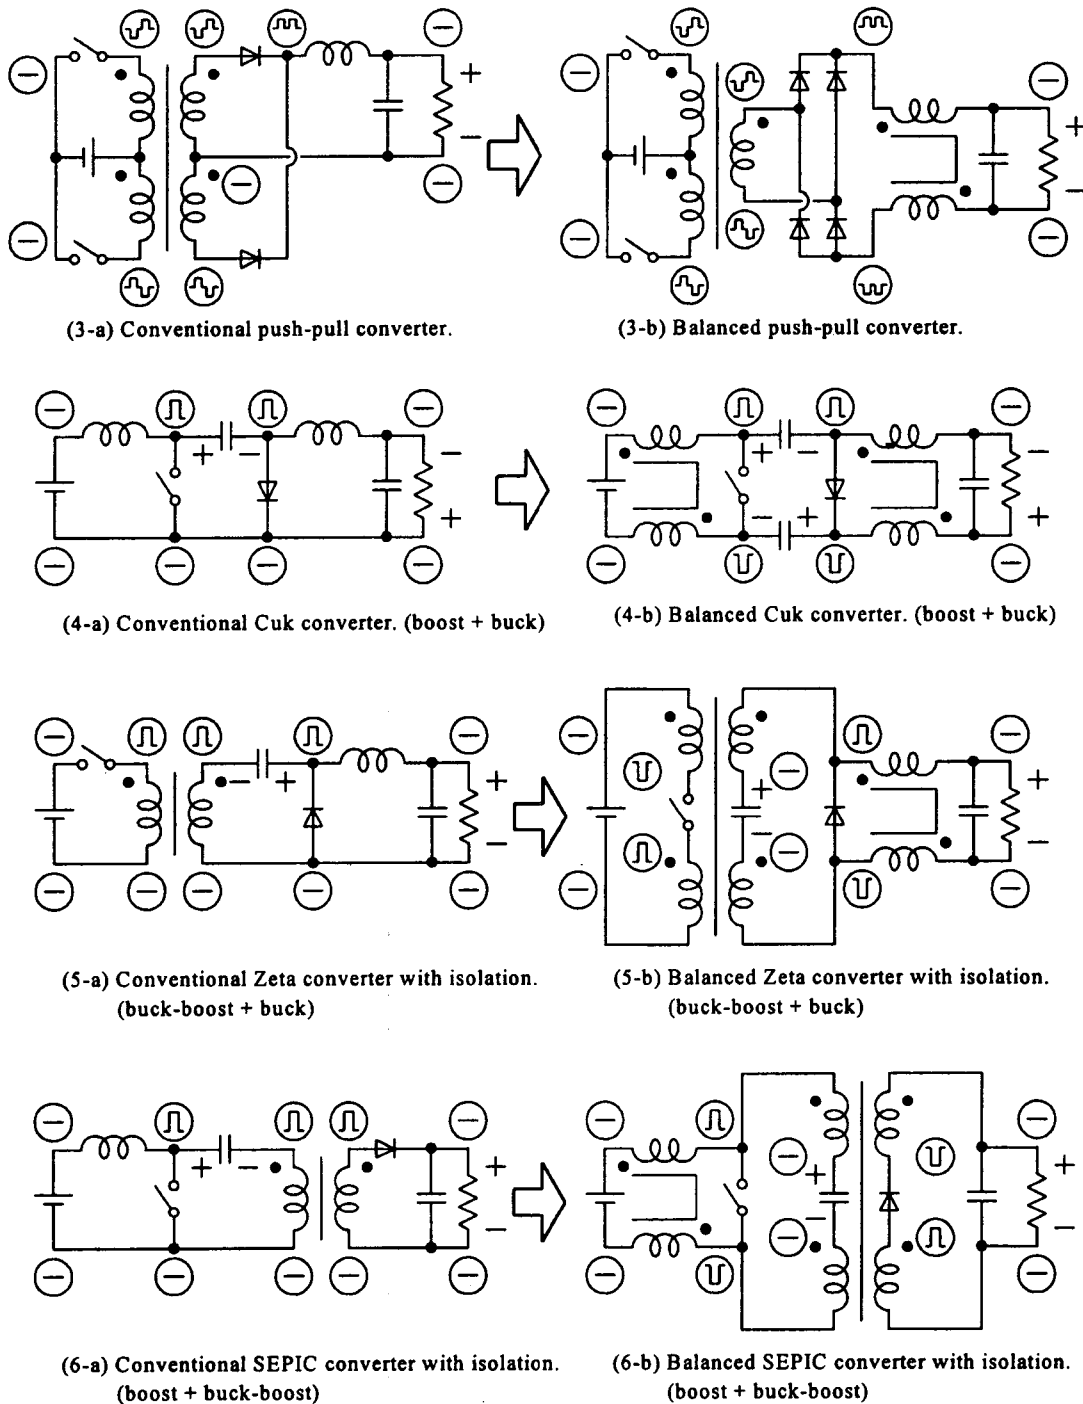 (3-a) Conventional push-pull converter.
(3-b) Balanced push-pull converter.
(4-a) Conventional Cuk converter. (boost + buck)
(4-b) Balanced Cuk converter. (boost + buck)
(5-a) Conventional Zeta converter with isolation.
(buck-boost + buck)
(5-b) Balanced Zeta converter with isolation.
(buck-boost + buck)
(6-a) Conventional SEPIC converter with isolation.
(boost + buck-boost)
(6-b) Balanced SEPIC converter with isolation.
(boost + buck-boost)